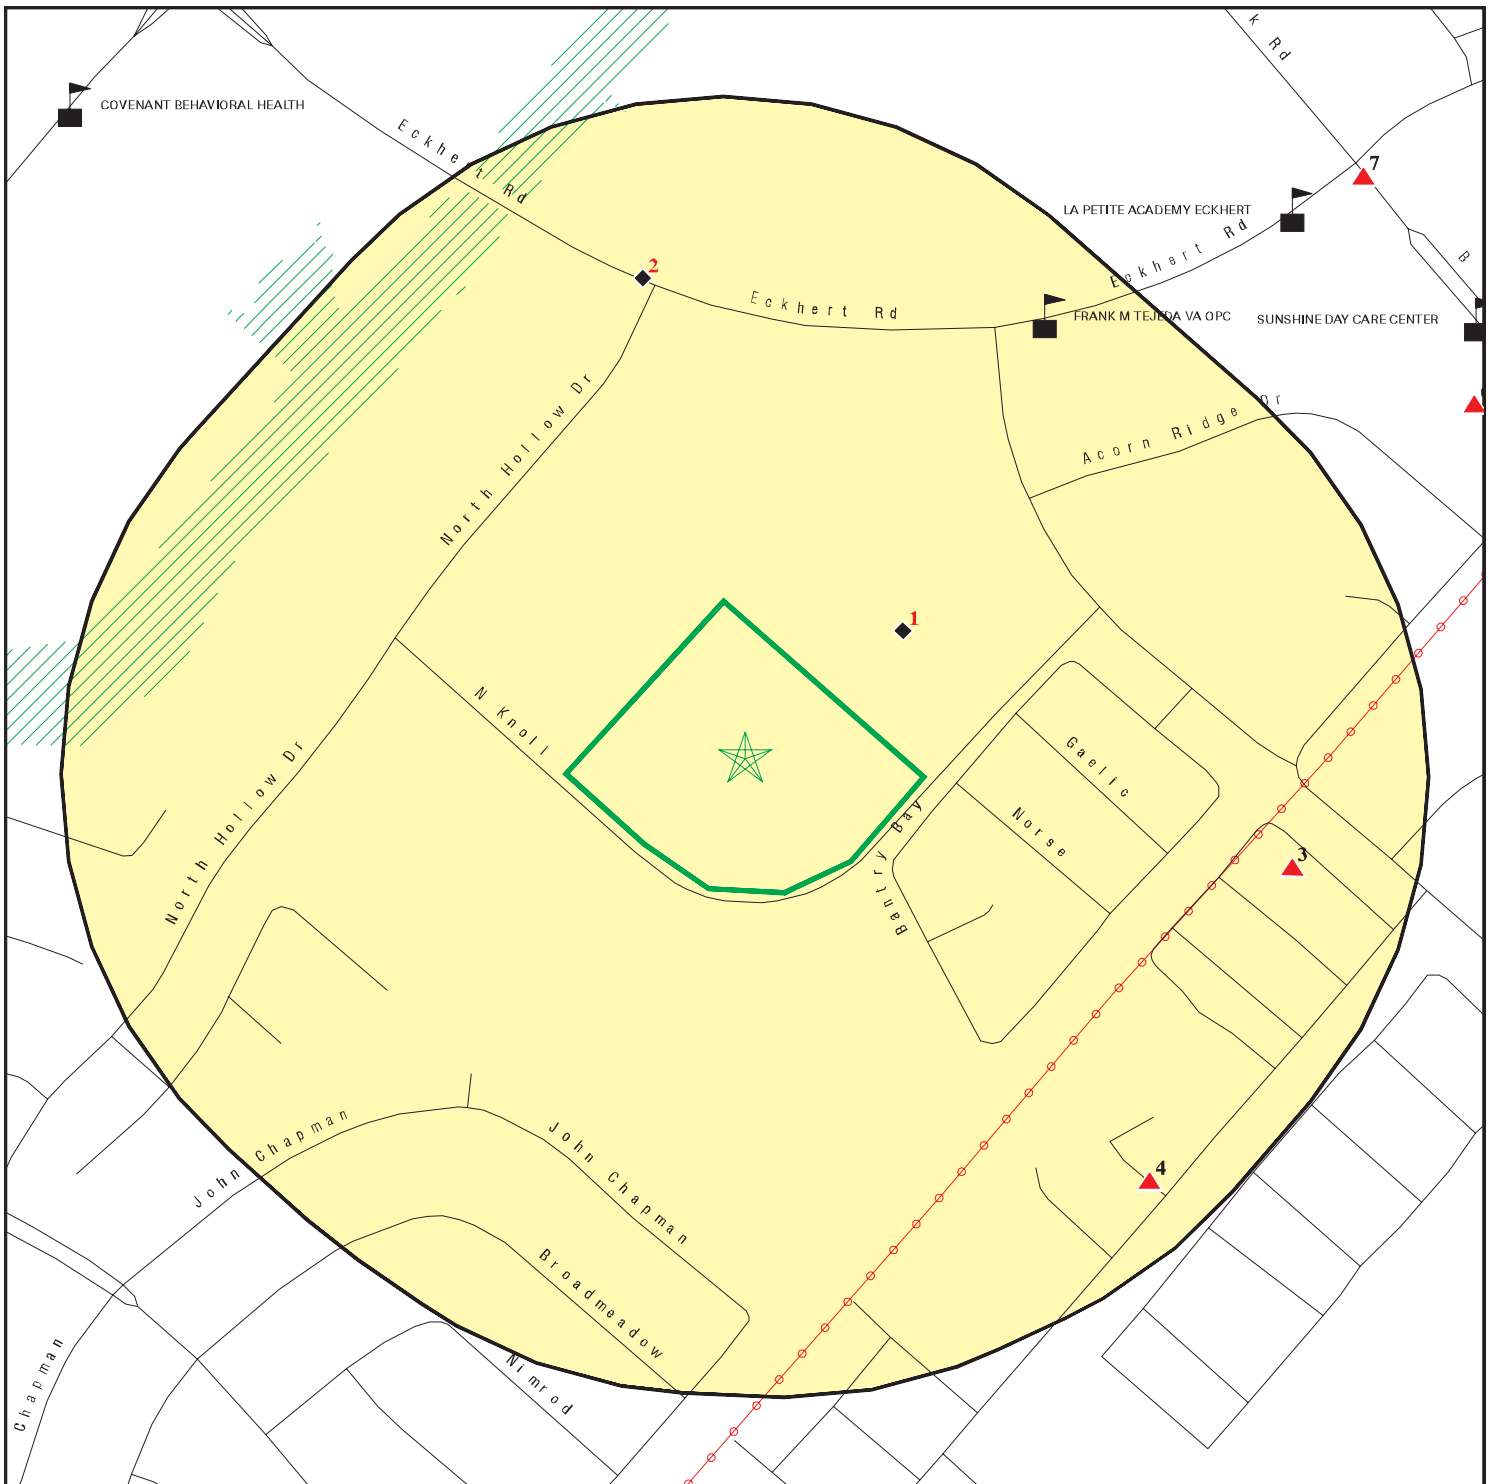 k Rd
COVENANT BEHAVIORAL HEALTH
Eckhert Rd
7
LA PETITE ACADEMY ECKHERT
Eckhert Rd
B
2
Eckhert Rd
FRANK M TEJEDA VA OPC
SUNSHINE DAY CARE CENTER
North Hollow Dr
Acorn Ridge Dr
1
N Knoll
Gaelic
Norse
Bantry Bay
North Hollow Dr
3
John Chapman
John Chapman
4
Broadmeadow
Nimrod
Chapman